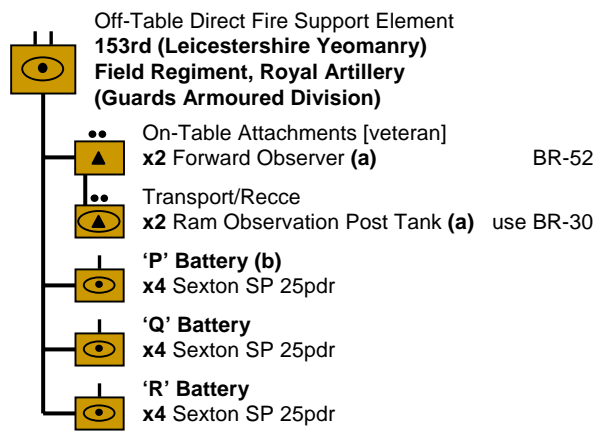 Off-Table Direct Fire Support Element
153rd (Leicestershire Yeomanry)
Field Regiment, Royal Artillery
(Guards Armoured Division)
On-Table Attachments [veteran]
x2 Forward Observer (a) BR-52
Transport/Recce
x2 Ram Observation Post Tank (a) use BR-30
‘P’ Battery (b)
x4 Sexton SP 25pdr
‘Q’ Battery
x4 Sexton SP 25pdr
‘R’ Battery
x4 Sexton SP 25pdr